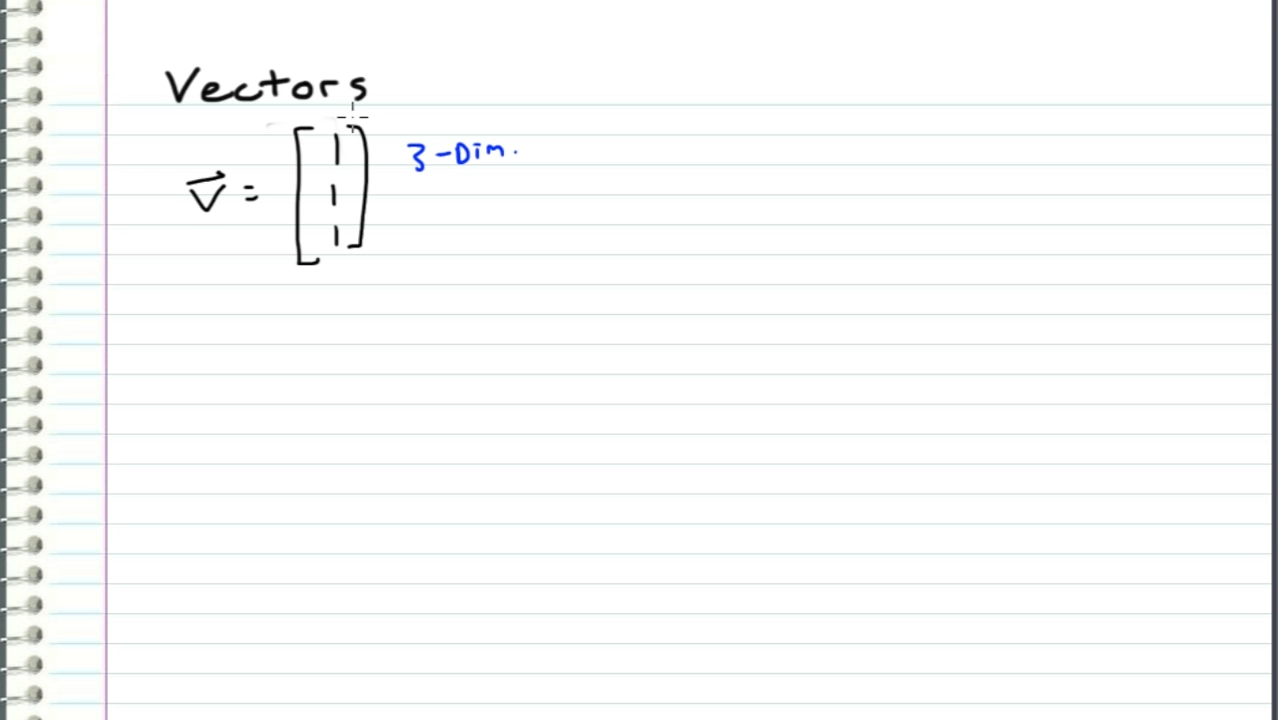 Vectors
v⃗ = [1 1 1] 3-Dim.